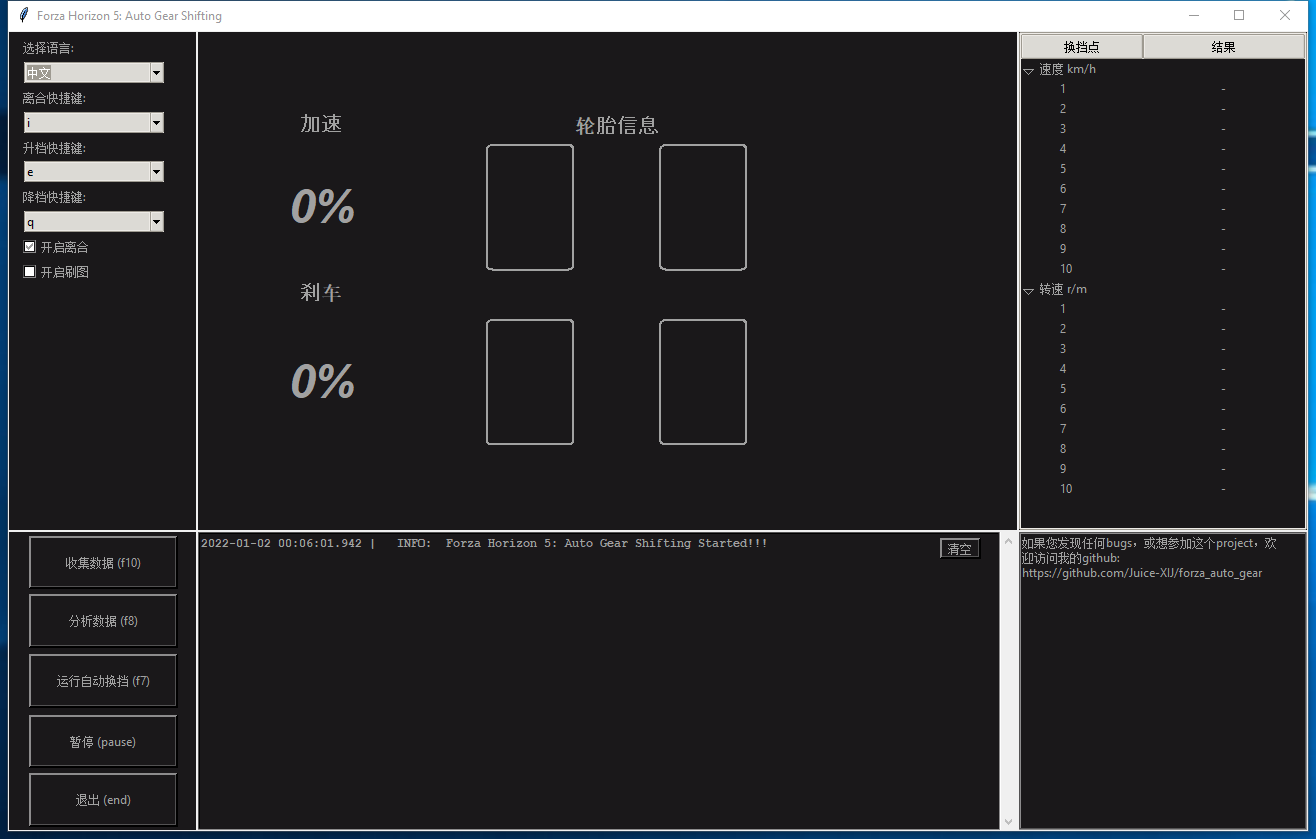 Forza Horizon 5: Auto Gear Shifting
选择语言:
中文
离合快捷键:
i
升档快捷键:
e
降档快捷键:
q
开启离合
开启刷图
加速
0%
刹车
0%
轮胎信息
换挡点 结果
速度 km/h
1 -
2 -
3 -
4 -
5 -
6 -
7 -
8 -
9 -
10 -
转速 r/m
1 -
2 -
3 -
4 -
5 -
6 -
7 -
8 -
9 -
10 -
收集数据 (f10)
分析数据 (f8)
运行自动换挡 (f7)
暂停 (pause)
退出 (end)
2022-01-02 00:06:01.942 | INFO: Forza Horizon 5: Auto Gear Shifting Started!!!
清空
如果您发现任何bugs，或想参加这个project，欢
迎访问我的github:
https://github.com/Juice-XIJ/forza_auto_gear